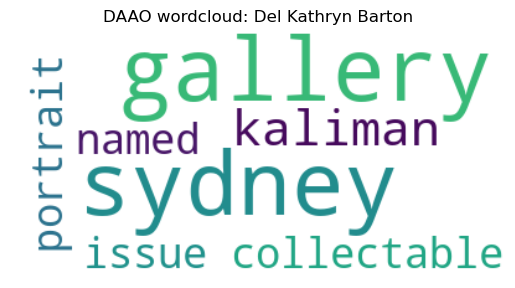 DAAO wordcloud: Del Kathryn Barton
gallery
portrait
named kaliman
sydney
issue collectable